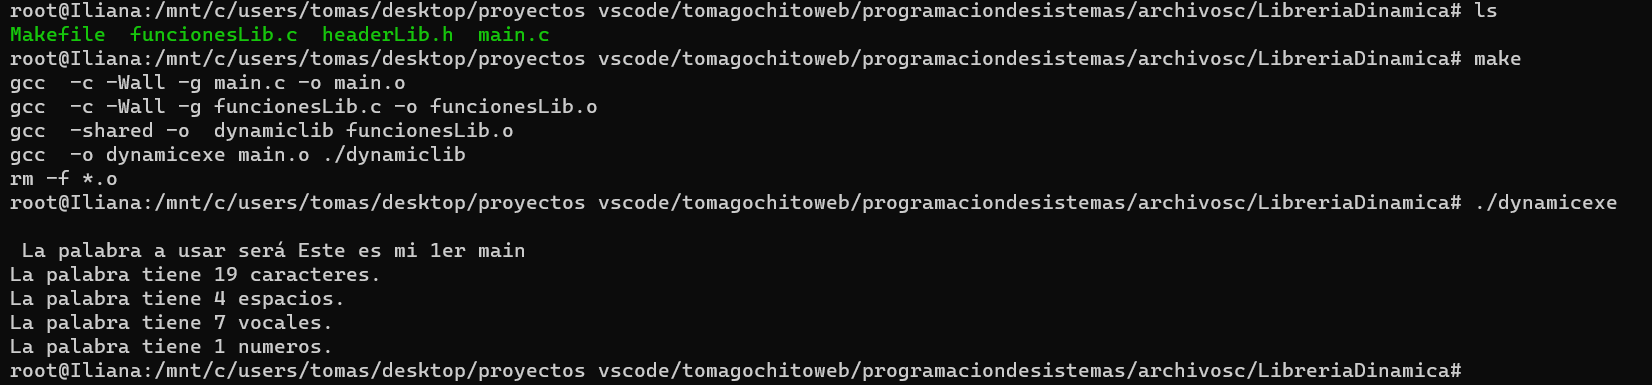 root@Iliana:/mnt/c/users/tomas/desktop/proyectos vscode/tomagochitoweb/programaciondesistemas/archivosc/LibreriaDinamica# ls
Makefile  funcionesLib.c  headerLib.h  main.c
root@Iliana:/mnt/c/users/tomas/desktop/proyectos vscode/tomagochitoweb/programaciondesistemas/archivosc/LibreriaDinamica# make
gcc  -c -Wall -g main.c -o main.o
gcc  -c -Wall -g funcionesLib.c -o funcionesLib.o
gcc  -shared -o  dynamiclib funcionesLib.o
gcc  -o dynamicexe main.o ./dynamiclib
rm -f *.o
root@Iliana:/mnt/c/users/tomas/desktop/proyectos vscode/tomagochitoweb/programaciondesistemas/archivosc/LibreriaDinamica# ./dynamicexe
 La palabra a usar será Este es mi 1er main
La palabra tiene 19 caracteres.
La palabra tiene 4 espacios.
La palabra tiene 7 vocales.
La palabra tiene 1 numeros.
root@Iliana:/mnt/c/users/tomas/desktop/proyectos vscode/tomagochitoweb/programaciondesistemas/archivosc/LibreriaDinamica#